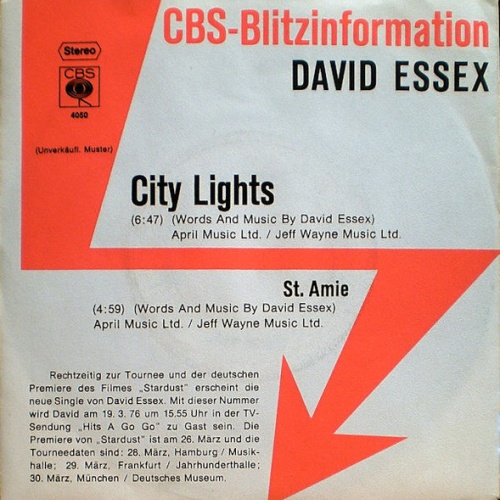 CBS-Blitzinformation
DAVID ESSEX
Stereo
CBS
4050
(Unverkäufl. Muster)
City Lights
(6:47) (Words And Music By David Essex)
April Music Ltd. / Jeff Wayne Music Ltd.
St. Amie
(4:59) (Words And Music By David Essex)
April Music Ltd. / Jeff Wayne Music Ltd.
Rechtzeitig zur Tournee und der deutschen
Premiere des Filmes „Stardust" erscheint die
neue Single von David Essex. Mit dieser Nummer
wird David am 19. 3. 76 um 15.55 Uhr in der TV-
Sendung „Hits A Go Go" zu Gast sein. Die
Premiere von „Stardust" ist am 26. März und die
Tourneedaten sind: 28. März, Hamburg / Musik-
halle; 29. März, Frankfurt / Jahrhunderthalle;
30. März, München / Deutsches Museum.